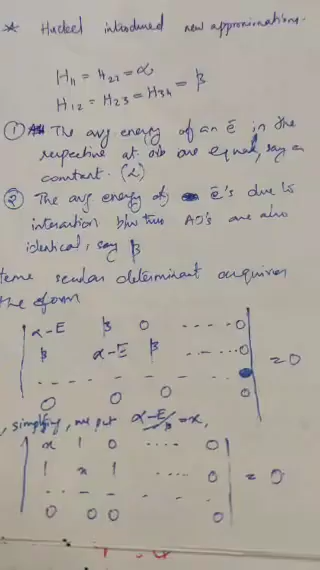 * Huckel introduced new approximations.
H₁₁ = H₂₂ = α
H₁₂ = H₂₃ = H₃₄ = β
① The avg energy of an ē in the
respective at. orb are equal, say a
constant. (α)
② The avg energy of ē's due to
interaction b/w two AO's are also
identical, say β
secular determinant acquires
the form
| α-E β 0 ----- 0 |
| β α-E β ----- 0 | = 0
| - - - - - - - - |
| 0 0 0 0 |
, simplifying, we put α-E/β = x,
| x 1 0 .... 0 |
| 1 x 1 .... 0 | = 0
| - - - - - - |
| 0 0 0 0 |